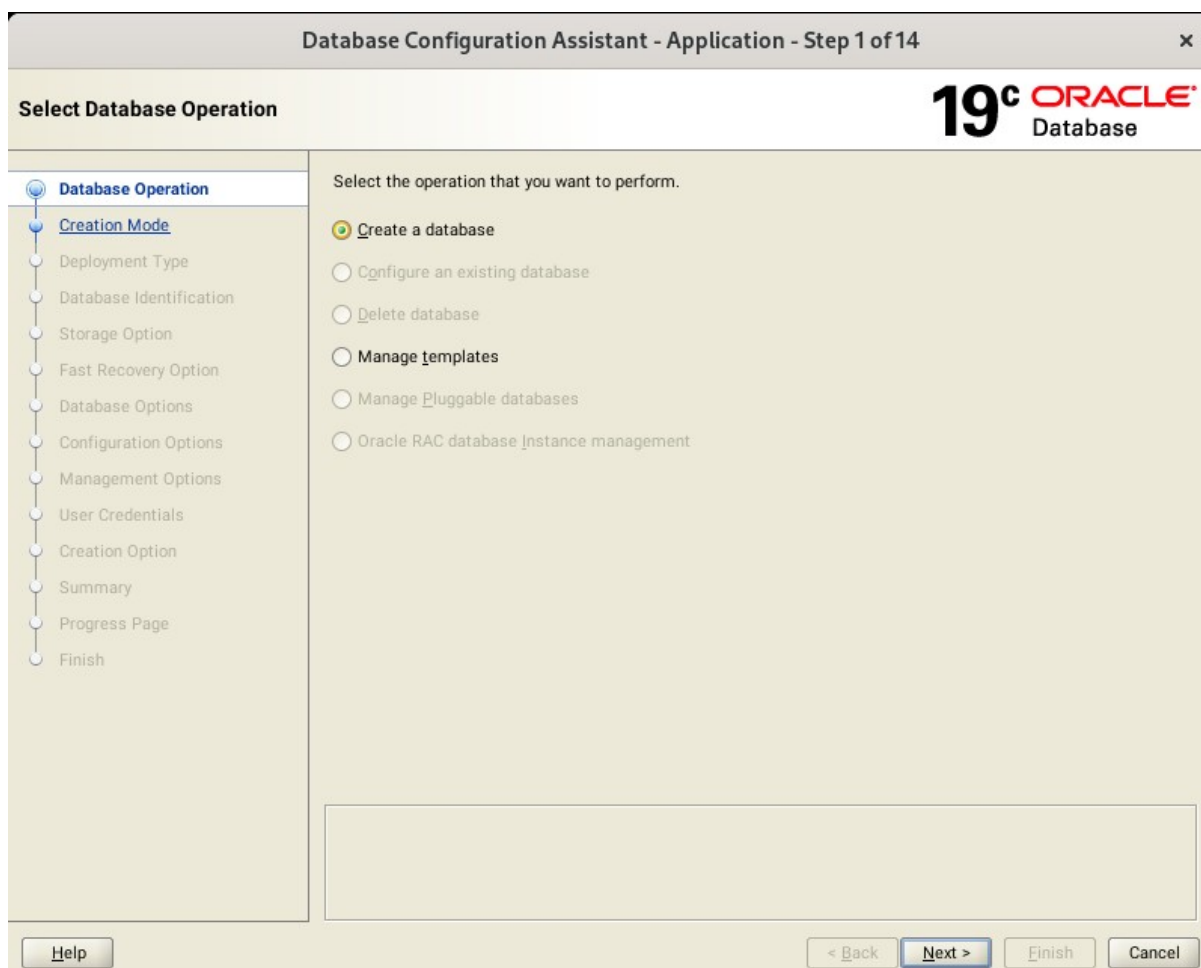 Database Configuration Assistant - Application - Step 1 of 14
×
Select Database Operation
19c ORACLE
Database
Database Operation
Creation Mode
Deployment Type
Database Identification
Storage Option
Fast Recovery Option
Database Options
Configuration Options
Management Options
User Credentials
Creation Option
Summary
Progress Page
Finish
Select the operation that you want to perform.
Create a database
Configure an existing database
Delete database
Manage templates
Manage Pluggable databases
Oracle RAC database Instance management
Help
< Back
Next >
Finish
Cancel